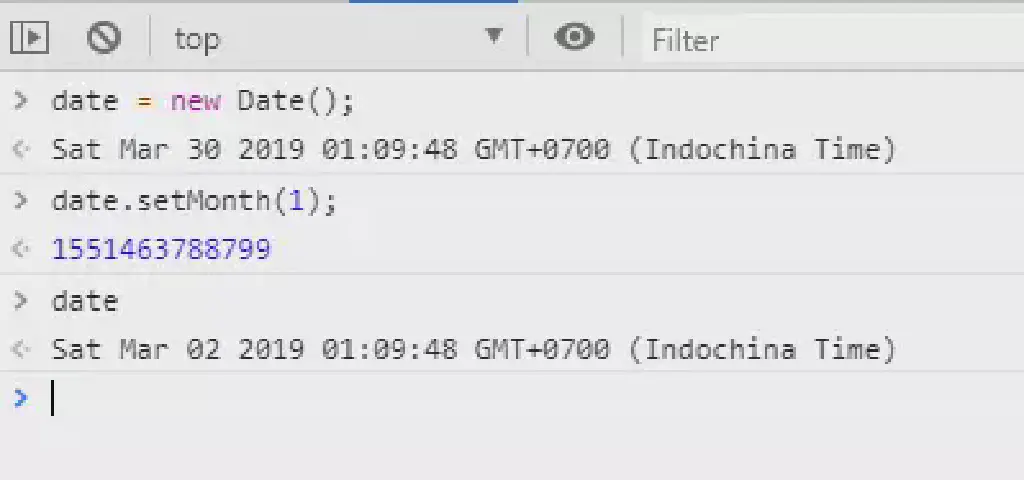 top Filter
date = new Date();
Sat Mar 30 2019 01:09:48 GMT+0700 (Indochina Time)
date.setMonth(1);
1551463788799
date
Sat Mar 02 2019 01:09:48 GMT+0700 (Indochina Time)